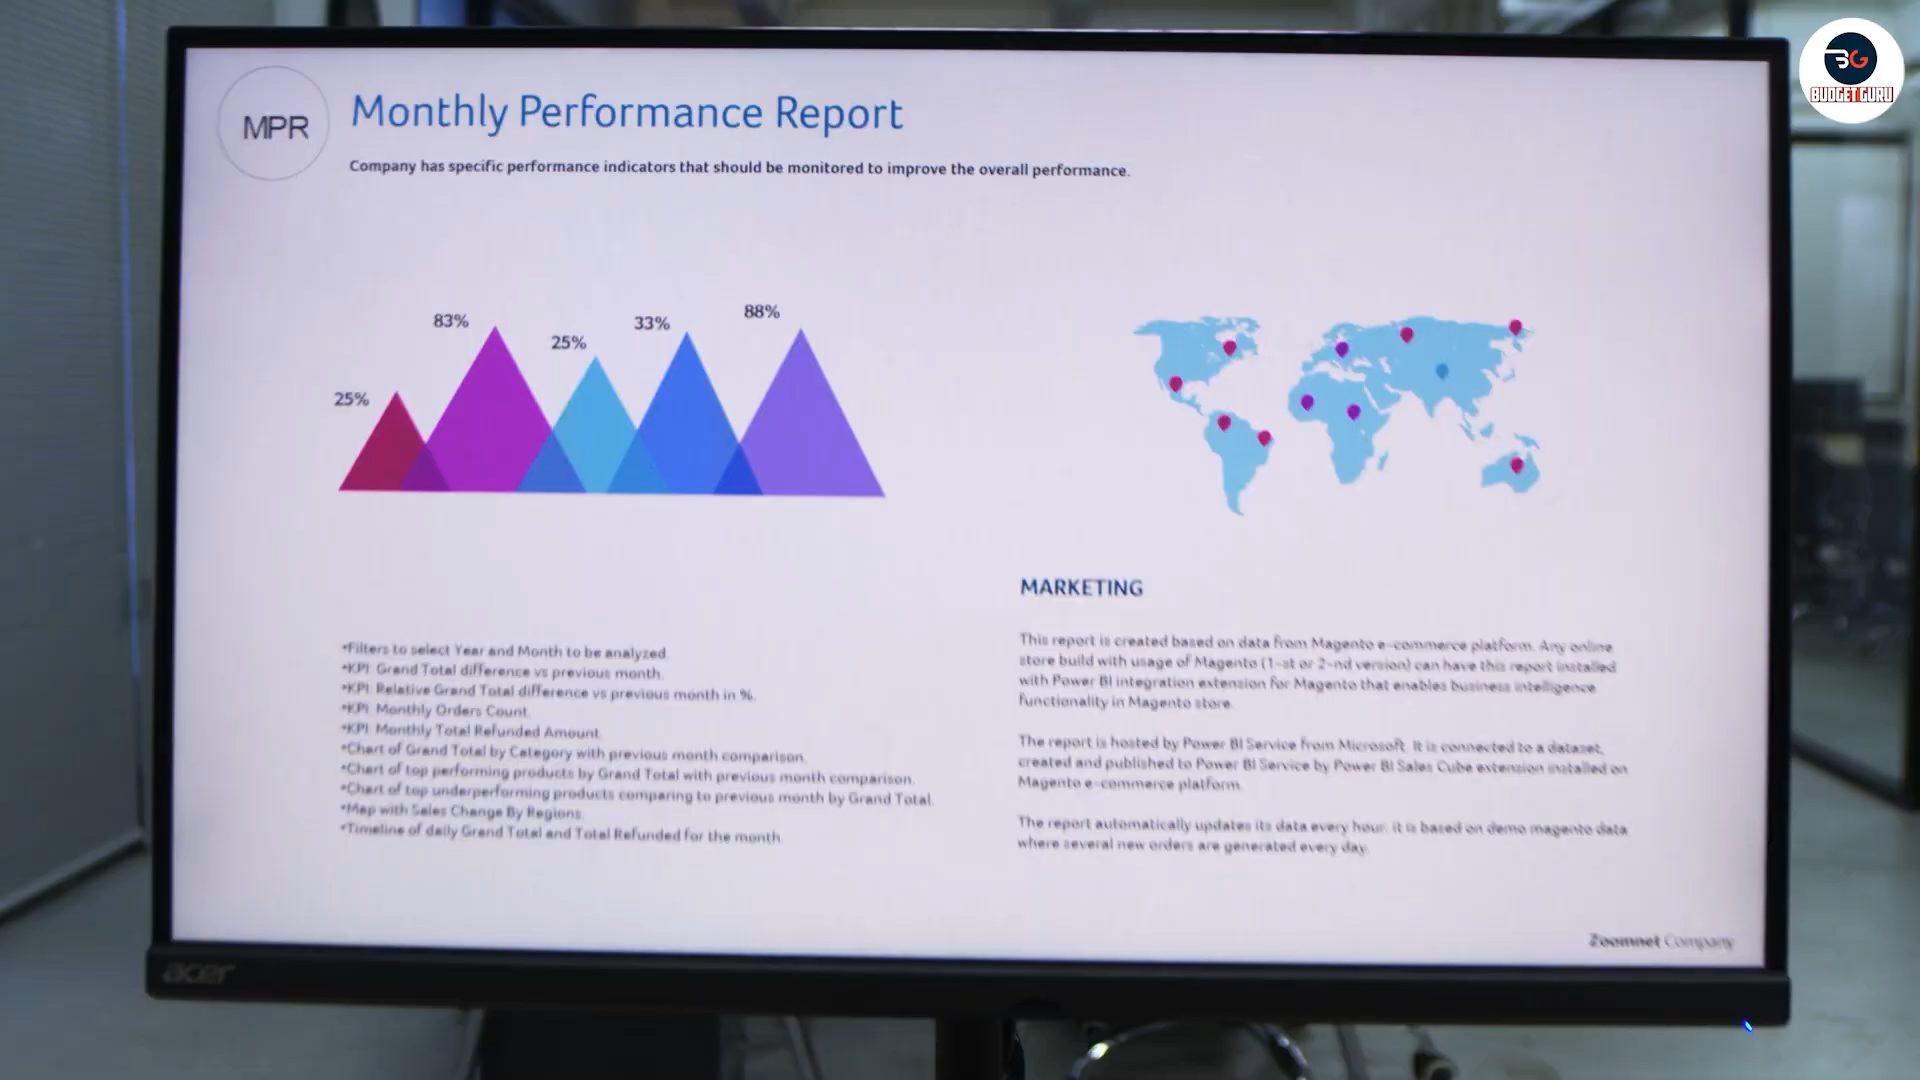 BG
BUDGET GURU
MPR
Monthly Performance Report
Company has specific performance indicators that should be monitored to improve the overall performance.
25%
83%
25%
33%
88%
*Filters to select Year and Month to be analyzed.
*KPI: Grand Total difference vs previous month.
*KPI: Relative Grand Total difference vs previous month in %.
*KPI: Monthly Orders Count.
*KPI: Monthly Total Refunded Amount.
*Chart of Grand Total by Category with previous month comparison.
*Chart of top performing products by Grand Total with previous month comparison.
*Chart of top underperforming products comparing to previous month by Grand Total.
*Map with Sales Change By Regions.
*Timeline of daily Grand Total and Total Refunded for the month.
MARKETING
This report is created based on data from Magento e-commerce platform. Any online
store build with usage of Magento (1-st or 2-nd version) can have this report installed
with Power BI integration extension for Magento that enables business intelligence
functionality in Magento store.
The report is hosted by Power BI Service from Microsoft. It is connected to a dataset,
created and published to Power BI Service by Power BI Sales Cube extension installed on
Magento e-commerce platform.
The report automatically updates its data every hour. it is based on demo magento data
where several new orders are generated every day.
Zoomnet Company
acer